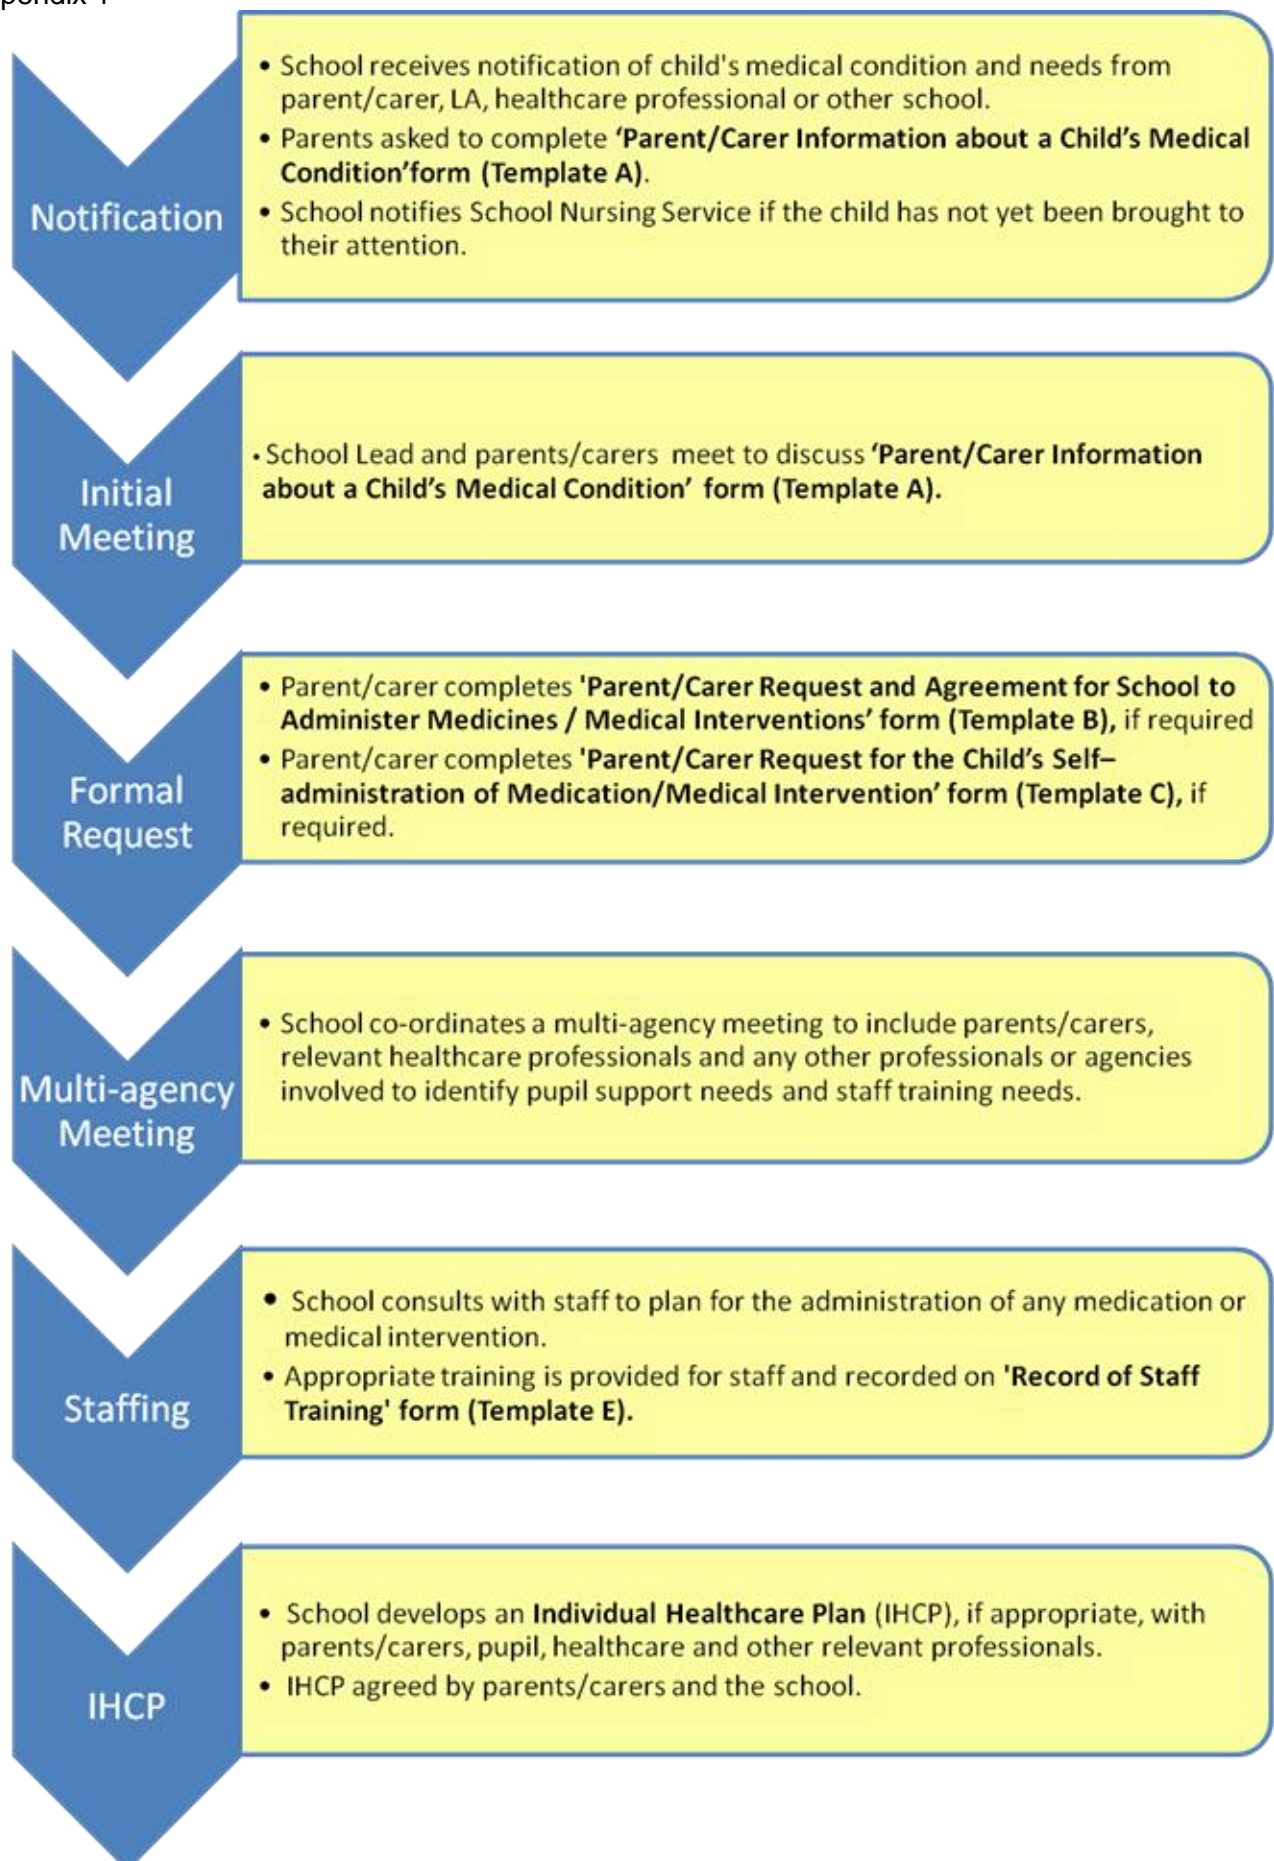 Notification
• School receives notification of child's medical condition and needs from
parent/carer, LA, healthcare professional or other school.
• Parents asked to complete ‘Parent/Carer Information about a Child’s Medical
Condition’form (Template A).
• School notifies School Nursing Service if the child has not yet been brought to
their attention.
Initial
Meeting
• School Lead and parents/carers meet to discuss ‘Parent/Carer Information
about a Child’s Medical Condition’ form (Template A).
Formal
Request
• Parent/carer completes 'Parent/Carer Request and Agreement for School to
Administer Medicines / Medical Interventions’ form (Template B), if required
• Parent/carer completes 'Parent/Carer Request for the Child’s Self–
administration of Medication/Medical Intervention’ form (Template C), if
required.
Multi-agency
Meeting
• School co-ordinates a multi-agency meeting to include parents/carers,
relevant healthcare professionals and any other professionals or agencies
involved to identify pupil support needs and staff training needs.
Staffing
• School consults with staff to plan for the administration of any medication or
medical intervention.
• Appropriate training is provided for staff and recorded on 'Record of Staff
Training' form (Template E).
IHCP
• School develops an Individual Healthcare Plan (IHCP), if appropriate, with
parents/carers, pupil, healthcare and other relevant professionals.
• IHCP agreed by parents/carers and the school.